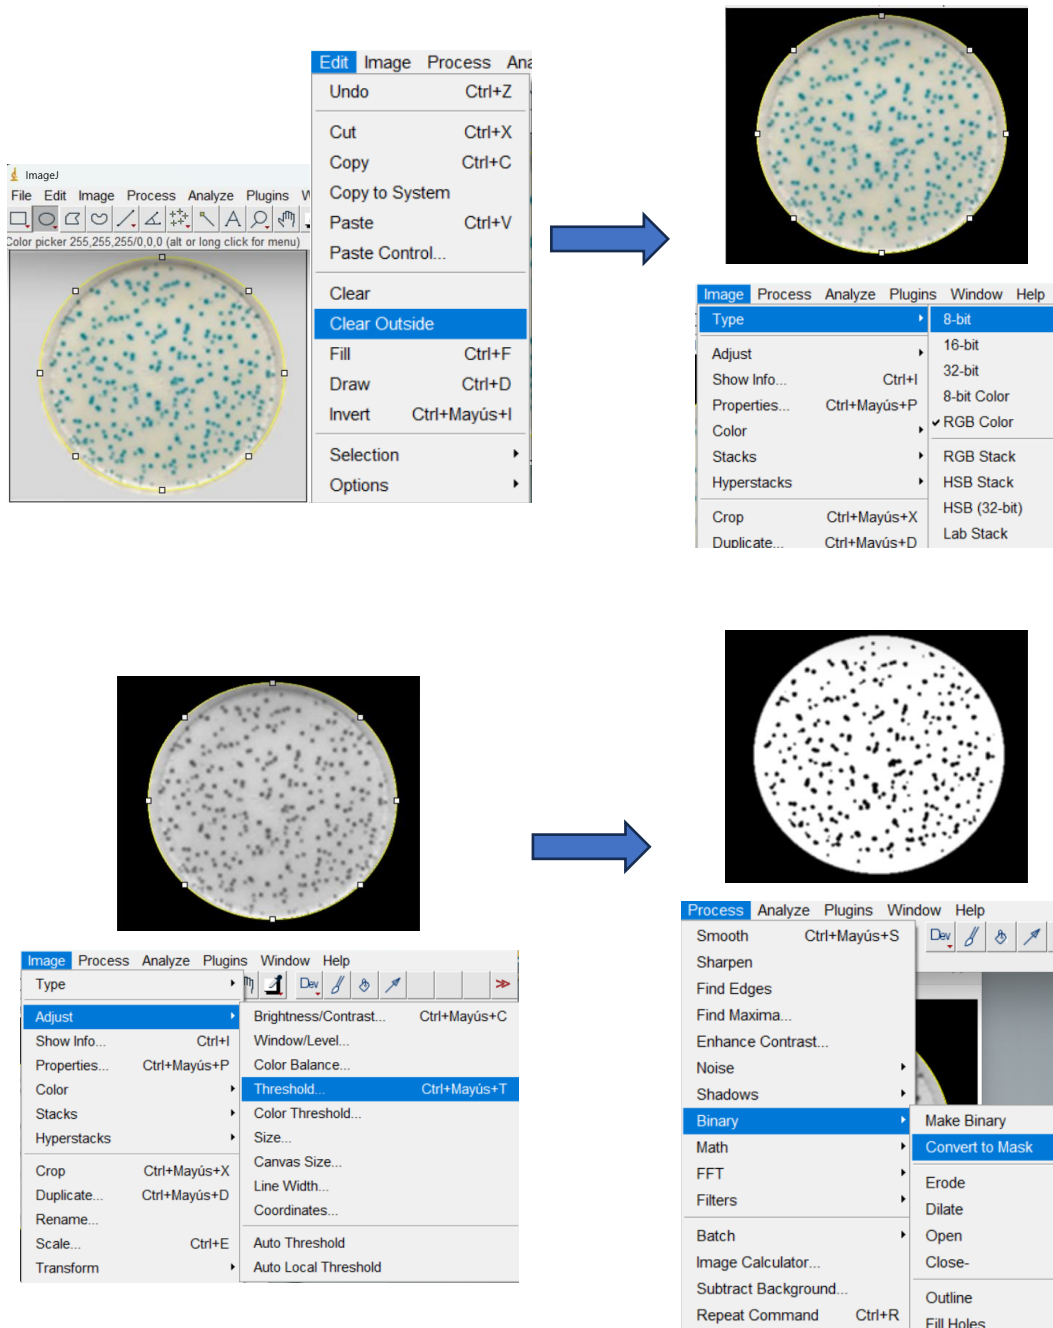 ImageJ
File Edit Image Process Analyze Plugins W
Color picker 255,255,255/0,0,0 (alt or long click for menu)
Edit Image Process Ana
Undo Ctrl+Z
Cut Ctrl+X
Copy Ctrl+C
Copy to System
Paste Ctrl+V
Paste Control...
Clear
Clear Outside
Fill Ctrl+F
Draw Ctrl+D
Invert Ctrl+Mayús+I
Selection
Options
Image Process Analyze Plugins Window Help
Type 8-bit
16-bit
Adjust
32-bit
Show Info... Ctrl+I
8-bit Color
Properties... Ctrl+Mayús+P
RGB Color
Color
Stacks RGB Stack
Hyperstacks HSB Stack
HSB (32-bit)
Crop Ctrl+Mayús+X
Lab Stack
Duplicate... Ctrl+Mayús+D
Image Process Analyze Plugins Window Help
Type Dev
Adjust Brightness/Contrast... Ctrl+Mayús+C
Show Info... Ctrl+I Window/Level...
Properties... Ctrl+Mayús+P Color Balance...
Color Threshold... Ctrl+Mayús+T
Stacks Color Threshold...
Hyperstacks Size...
Canvas Size...
Crop Ctrl+Mayús+X
Line Width...
Duplicate... Ctrl+Mayús+D
Coordinates...
Rename...
Scale... Ctrl+E Auto Threshold
Transform Auto Local Threshold
Process Analyze Plugins Window Help
Smooth Ctrl+Mayús+S Dev
Sharpen
Find Edges
Find Maxima...
Enhance Contrast...
Noise
Shadows
Binary Make Binary
Math Convert to Mask
FFT Erode
Filters Dilate
Batch Open
Image Calculator... Close-
Subtract Background...
Outline
Repeat Command Ctrl+R
Fill Holes